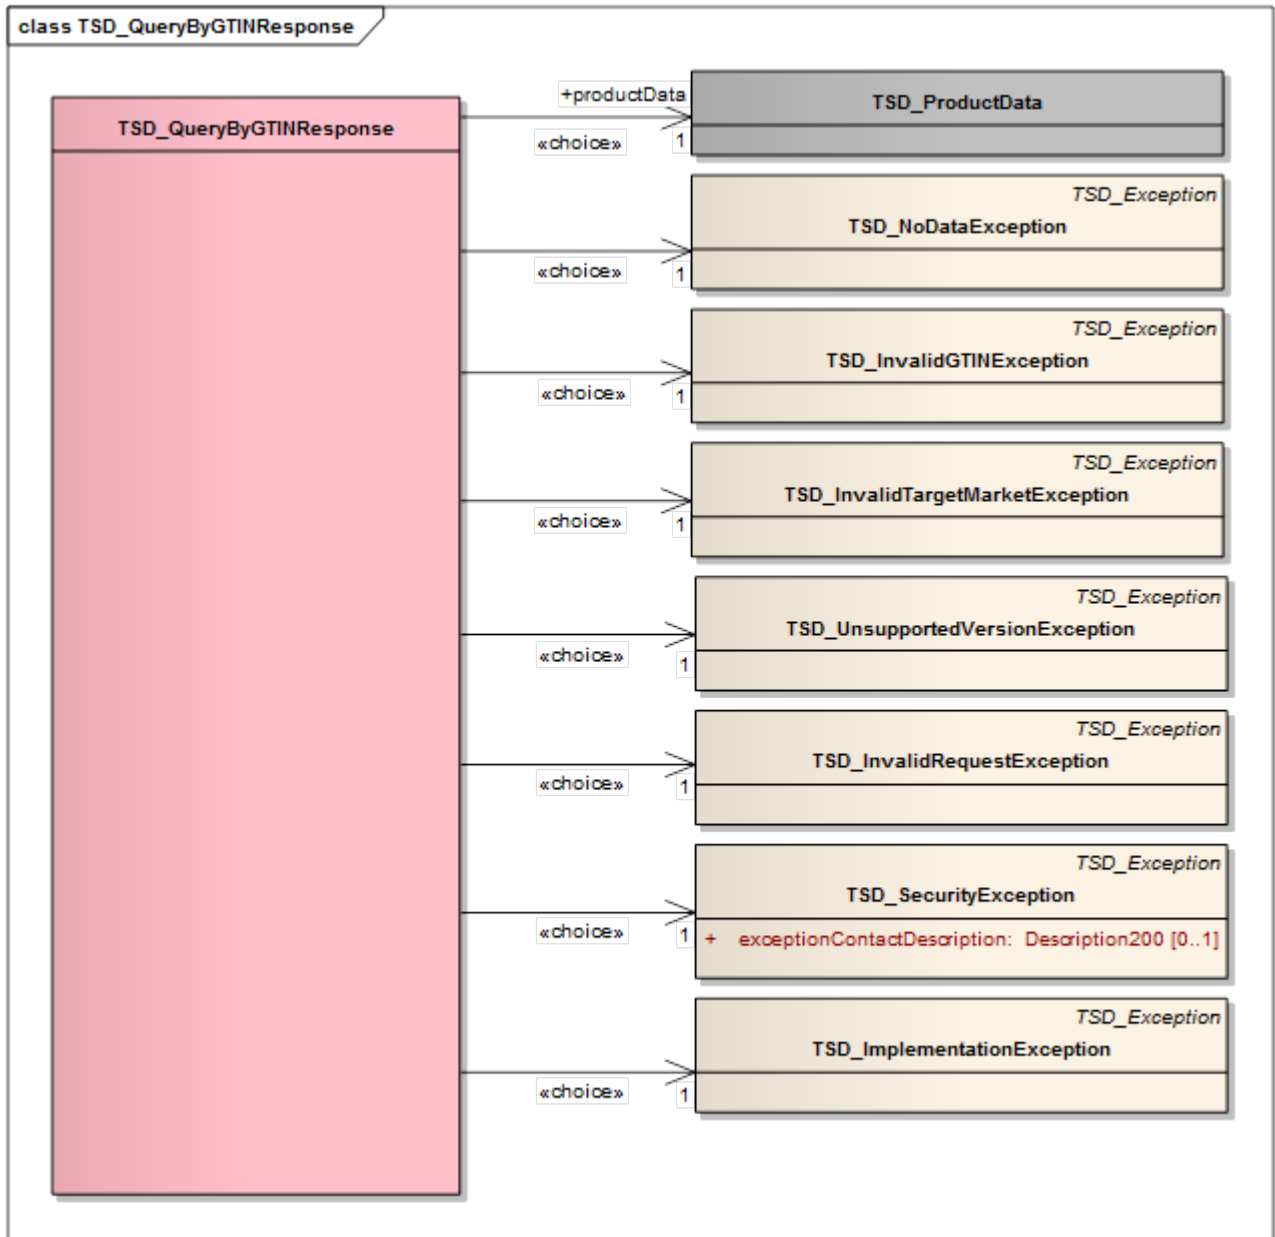 class TSD_QueryByGTINResponse
TSD_QueryByGTINResponse
+productData
«choice»
1
TSD_ProductData
«choice»
1
TSD_Exception
TSD_NoDataException
«choice»
1
TSD_Exception
TSD_InvalidGTINException
«choice»
1
TSD_Exception
TSD_InvalidTargetMarketException
«choice»
1
TSD_Exception
TSD_UnsupportedVersionException
«choice»
1
TSD_Exception
TSD_InvalidRequestException
«choice»
1
TSD_Exception
TSD_SecurityException
+ exceptionContactDescription: Description200 [0..1]
«choice»
1
TSD_Exception
TSD_ImplementationException
«choice»
1